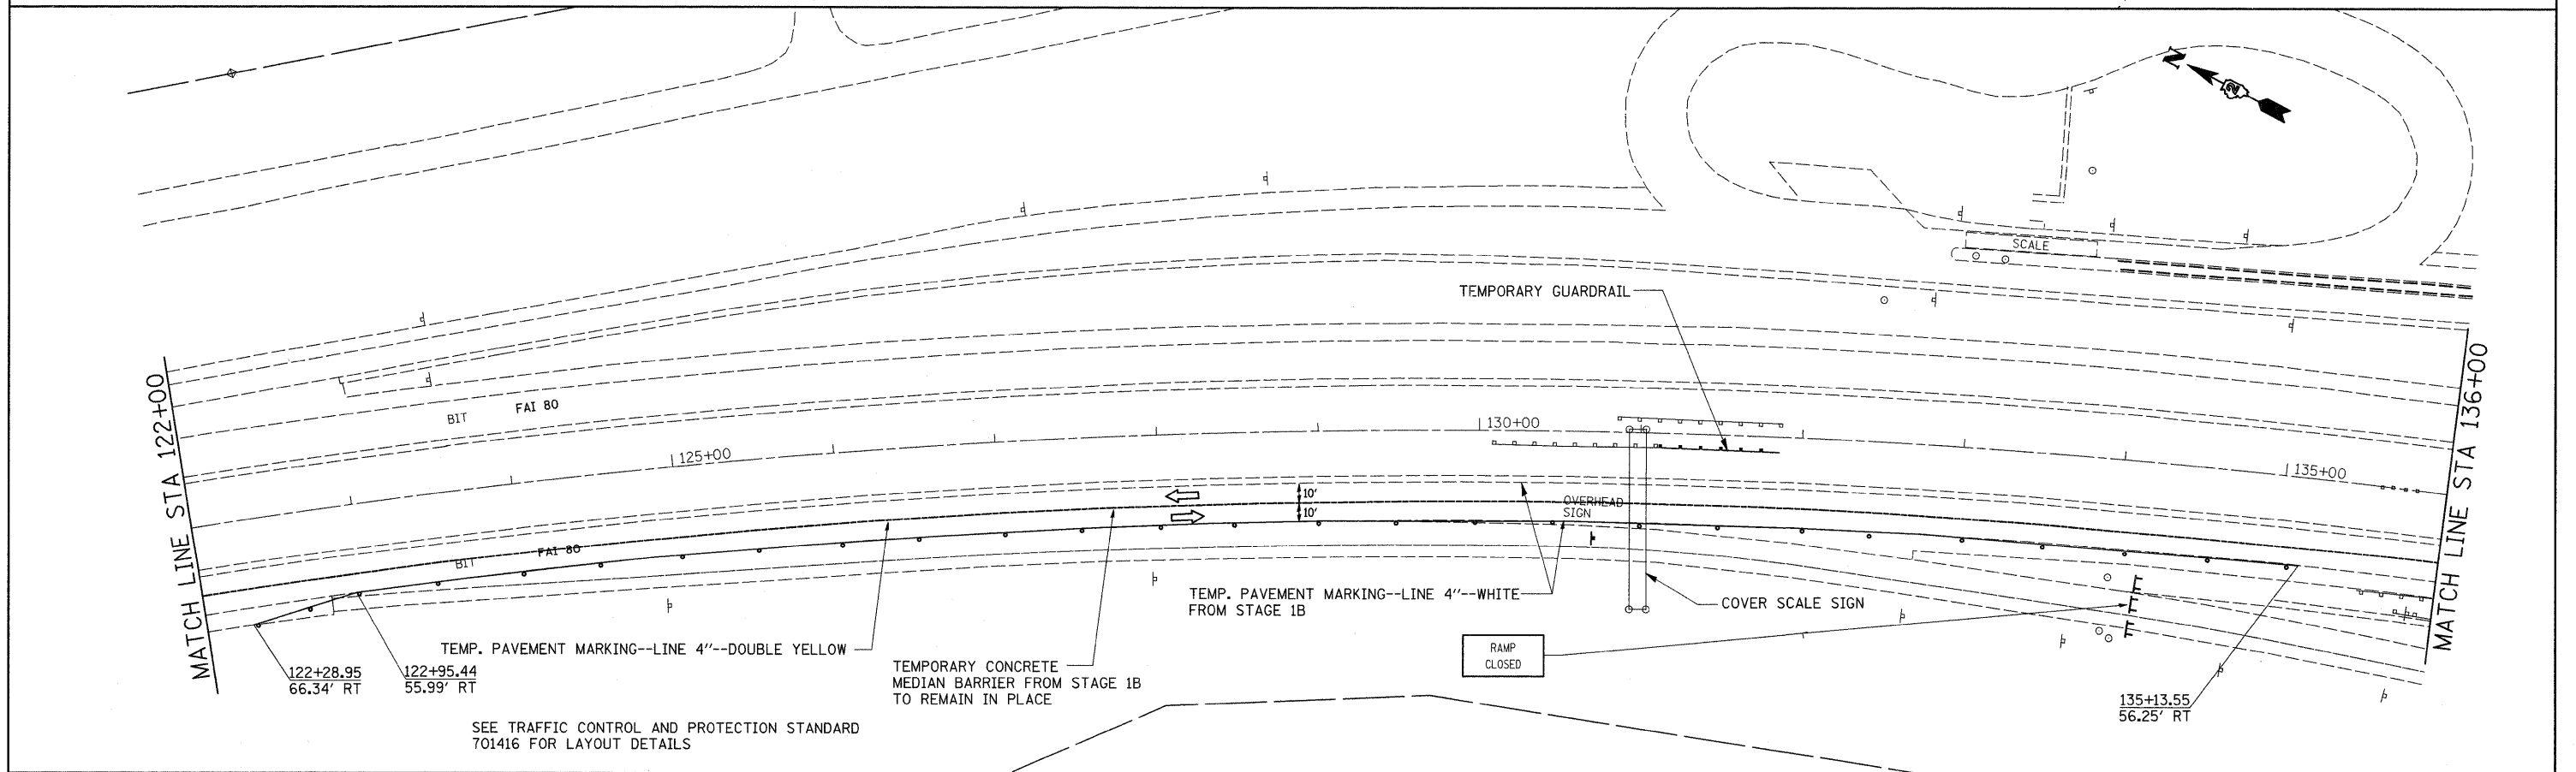 N
2
SCALE
TEMPORARY GUARDRAIL
MATCH LINE STA 122+00
MATCH LINE STA 136+00
BIT
FAI 80
130+00
125+00
135+00
10'
10'
OVERHEAD
SIGN
FAI 80
BIT
TEMP. PAVEMENT MARKING--LINE 4"--WHITE
FROM STAGE 1B
COVER SCALE SIGN
TEMP. PAVEMENT MARKING--LINE 4"--DOUBLE YELLOW
TEMPORARY CONCRETE
MEDIAN BARRIER FROM STAGE 1B
TO REMAIN IN PLACE
RAMP
CLOSED
122+28.95
66.34' RT
122+95.44
55.99' RT
135+13.55
56.25' RT
SEE TRAFFIC CONTROL AND PROTECTION STANDARD
701416 FOR LAYOUT DETAILS